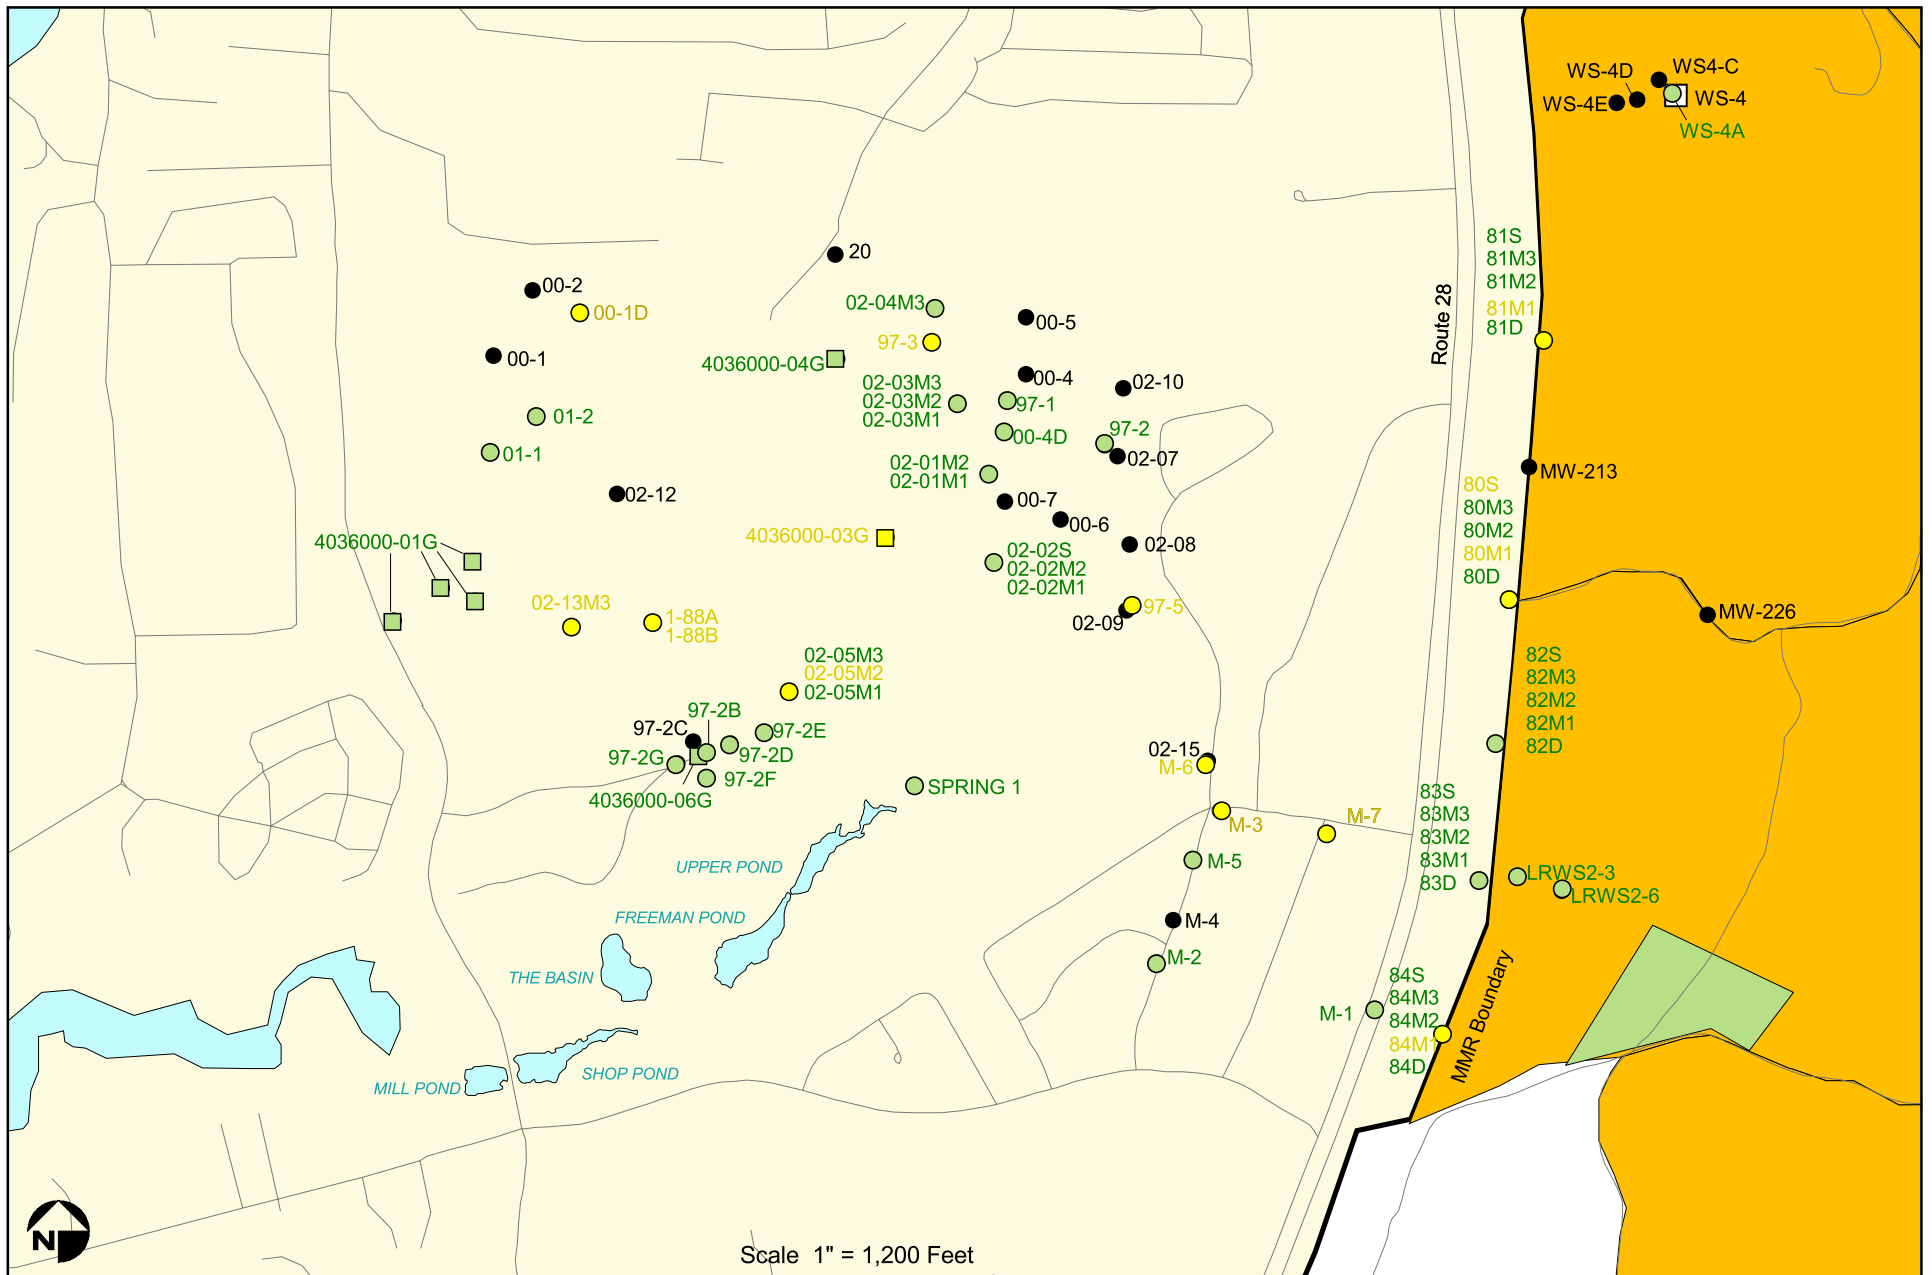 WS-4D
WS4-C
WS-4E
WS-4
WS-4A
20
00-2
00-1D
00-1
02-04M3
97-3
4036000-04G
00-5
00-4
02-10
02-03M3
02-03M2
02-03M1
97-1
00-4D
97-2
02-07
01-2
01-1
02-12
02-01M2
02-01M1
00-7
00-6
02-08
4036000-03G
4036000-01G
02-02S
02-02M2
02-02M1
97-5
02-09
02-13M3
1-88A
1-88B
02-05M3
02-05M2
02-05M1
97-2B
97-2C
97-2E
97-2D
97-2G
97-2F
4036000-06G
SPRING 1
02-15
M-6
M-3
M-7
M-5
M-4
M-2
M-1
Route 28
81S
81M3
81M2
81M1
81D
MW-213
80S
80M3
80M2
80M1
80D
MW-226
82S
82M3
82M2
82M1
82D
83S
83M3
83M2
83M1
83D
LRWS2-3
LRWS2-6
84S
84M3
84M2
84M1
84D
MMR Boundary
UPPER POND
FREEMAN POND
THE BASIN
SHOP POND
MILL POND
N
Scale 1" = 1,200 Feet